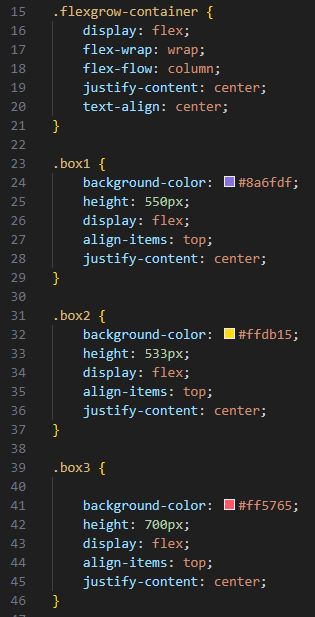 15 .flexgrow-container {
16 display: flex;
17 flex-wrap: wrap;
18 flex-flow: column;
19 justify-content: center;
20 text-align: center;
21 }
22
23 .box1 {
24 background-color: #8a6fdf;
25 height: 550px;
26 display: flex;
27 align-items: top;
28 justify-content: center;
29 }
30
31 .box2 {
32 background-color: #ffdb15;
33 height: 533px;
34 display: flex;
35 align-items: top;
36 justify-content: center;
37 }
38
39 .box3 {
40
41 background-color: #ff5765;
42 height: 700px;
43 display: flex;
44 align-items: top;
45 justify-content: center;
46 }